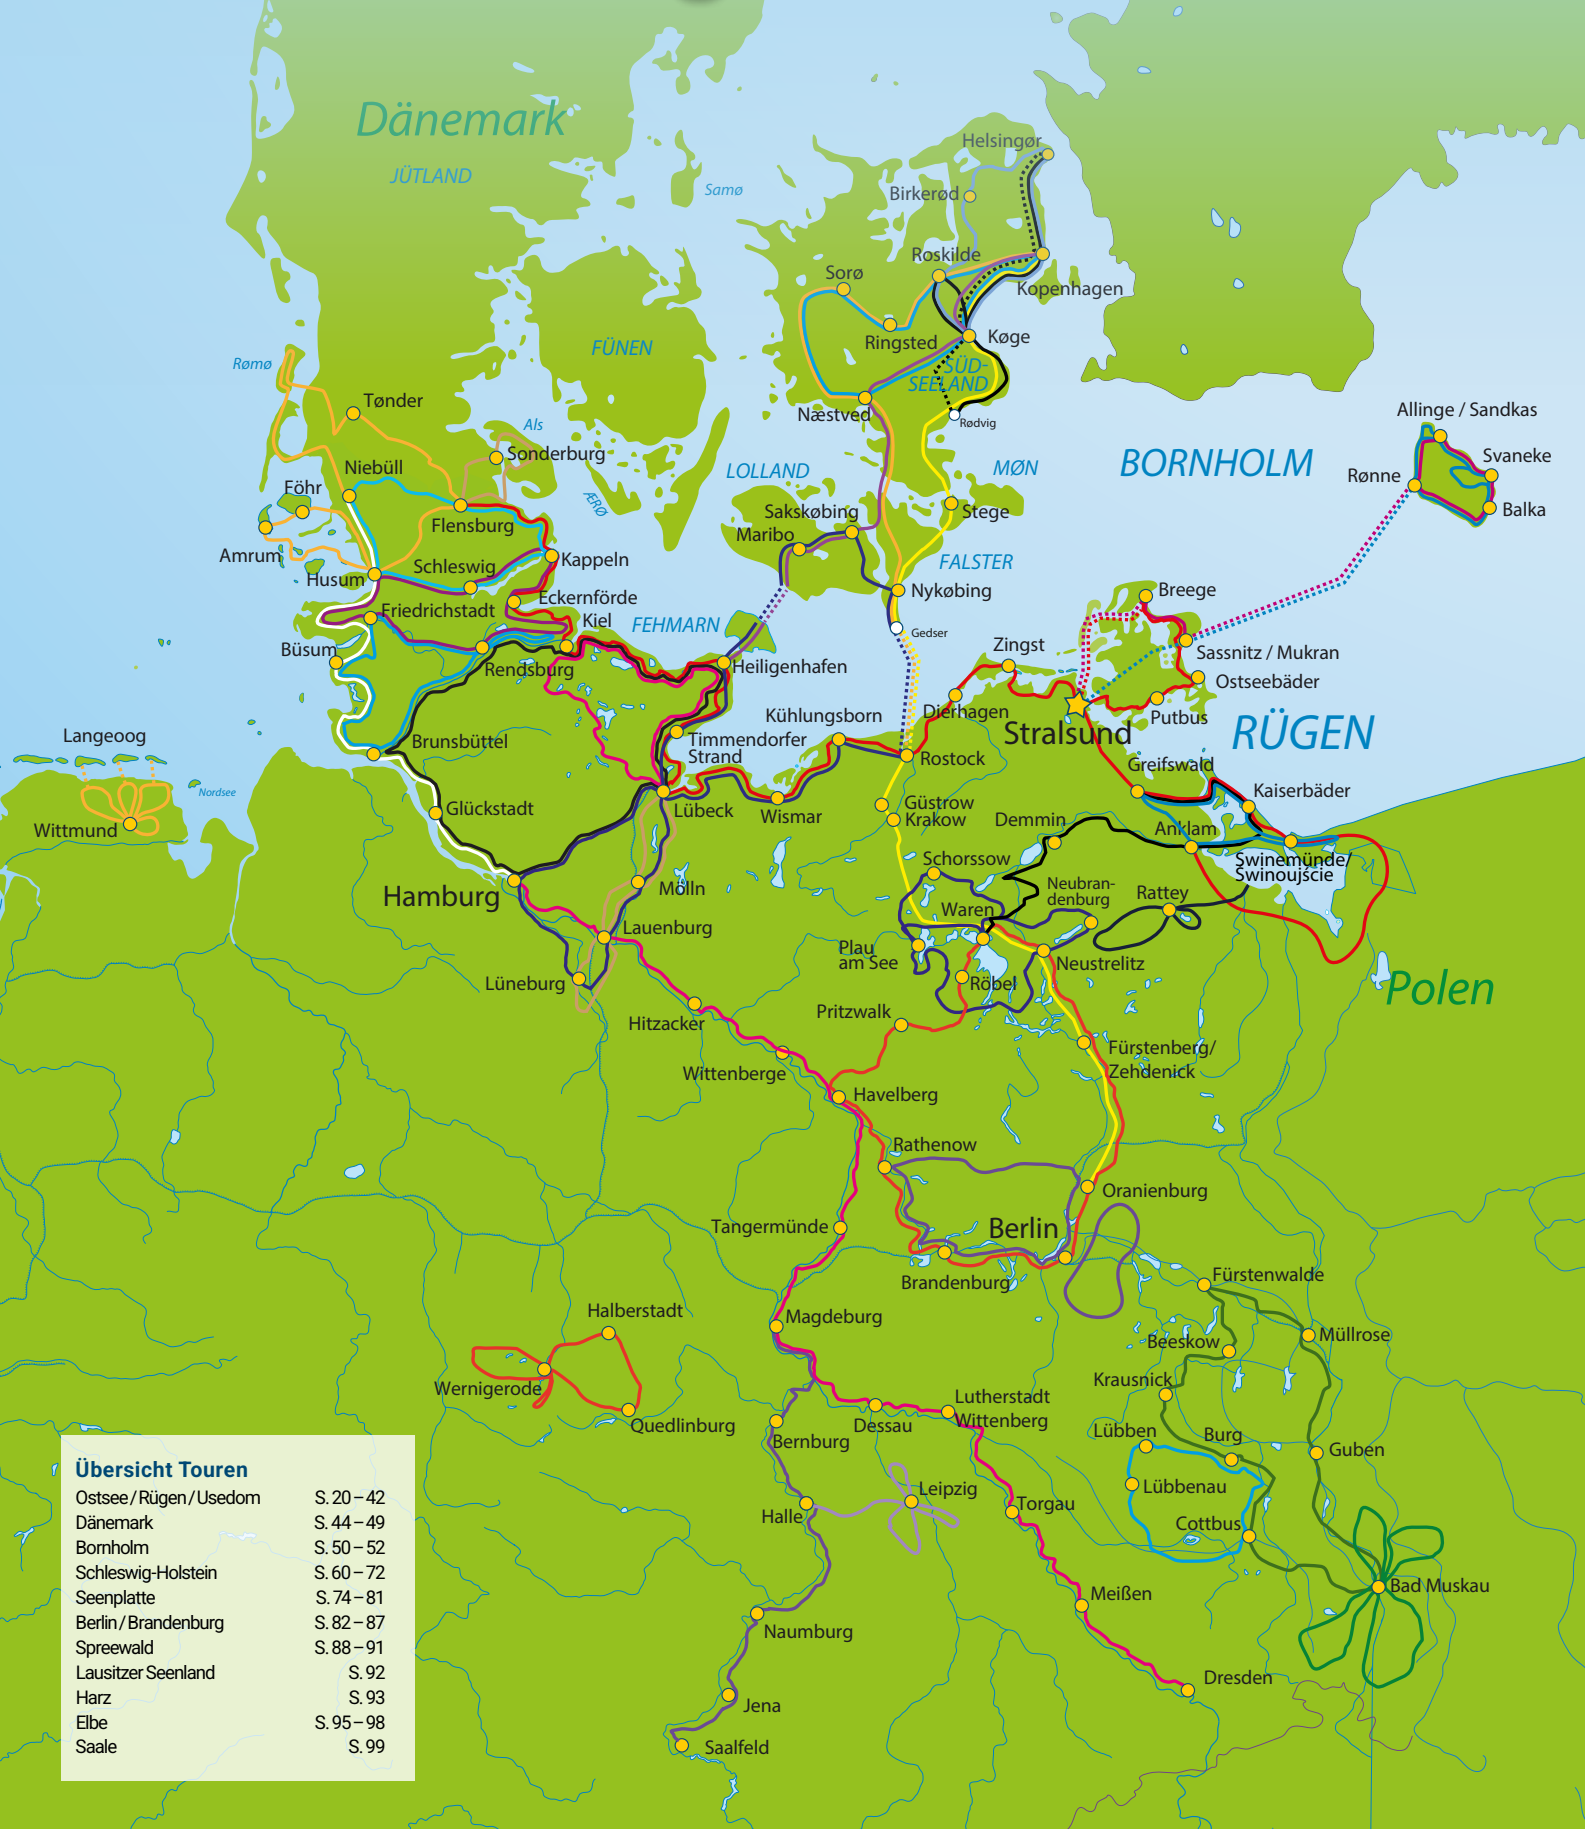 Dänemark
JÜTLAND
Samø
Helsingør
Birkerød
Roskilde
Sorø
Kopenhagen
Ringsted
Køge
FÜNEN
SÜD-
SEELAND
Rømø
Tønder
Næstved
Rødvig
Als
Sonderburg
Allinge / Sandkas
Svaneke
Rønne
Balka
BORNHOLM
Niebüll
LOLLAND
MØN
Föhr
ÆRØ
Flensburg
Sakskøbing
Stege
Maribo
Amrum
Husum
Schleswig
Kappeln
FALSTER
Eckernförde
Nykøbing
Breege
Friedrichstadt
Kiel
FEHMARN
Gedser
Büsum
Rendsburg
Heiligenhafen
Zingst
Sassnitz / Mukran
Ostseebäder
Dierhagen
Putbus
Kühlungsborn
Stralsund
RÜGEN
Langeoog
Brunsbüttel
Timmendorfer
Strand
Rostock
Greifswald
Nordsee
Kaiserbäder
Glückstadt
Lübeck
Wismar
Güstrow
Krakow
Demmin
Anklam
Wittmund
Schorssow
Swinemünde/
Swinoujście
Hamburg
Mölln
Neubran-
denburg
Rattey
Waren
Lauenburg
Plau
am See
Neustrelitz
Lüneburg
Röbel
Polen
Hitzacker
Pritzwalk
Fürstenberg/
Zehdenick
Wittenberge
Havelberg
Rathenow
Oranienburg
Tangermünde
Berlin
Brandenburg
Fürstenwalde
Halberstadt
Magdeburg
Müllrose
Beeskow
Krausnick
Wernigerode
Lutherstadt
Wittenberg
Quedlinburg
Dessau
Bernburg
Lübben
Burg
Guben
Leipzig
Lübbenau
Halle
Torgau
Cottbus
Bad Muskau
Meißen
Naumburg
Dresden
Jena
Saalfeld
Übersicht Touren
Ostsee / Rügen / Usedom S. 20 – 42
Dänemark S. 44 – 49
Bornholm S. 50 – 52
Schleswig-Holstein S. 60 – 72
Seenplatte S. 74 – 81
Berlin / Brandenburg S. 82 – 87
Spreewald S. 88 – 91
Lausitzer Seenland S. 92
Harz S. 93
Elbe S. 95 – 98
Saale S. 99